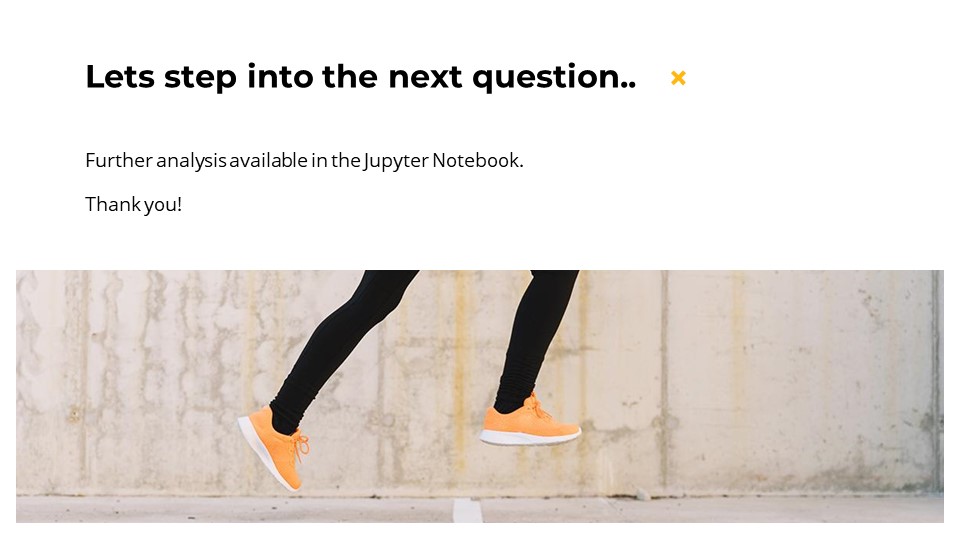 Lets step into the next question..
Further analysis available in the Jupyter Notebook.
Thank you!